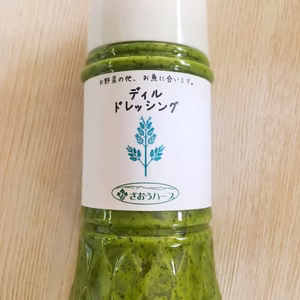 お野菜の他、お魚に合います。
ディル
ドレッシング
ざおうハーブ